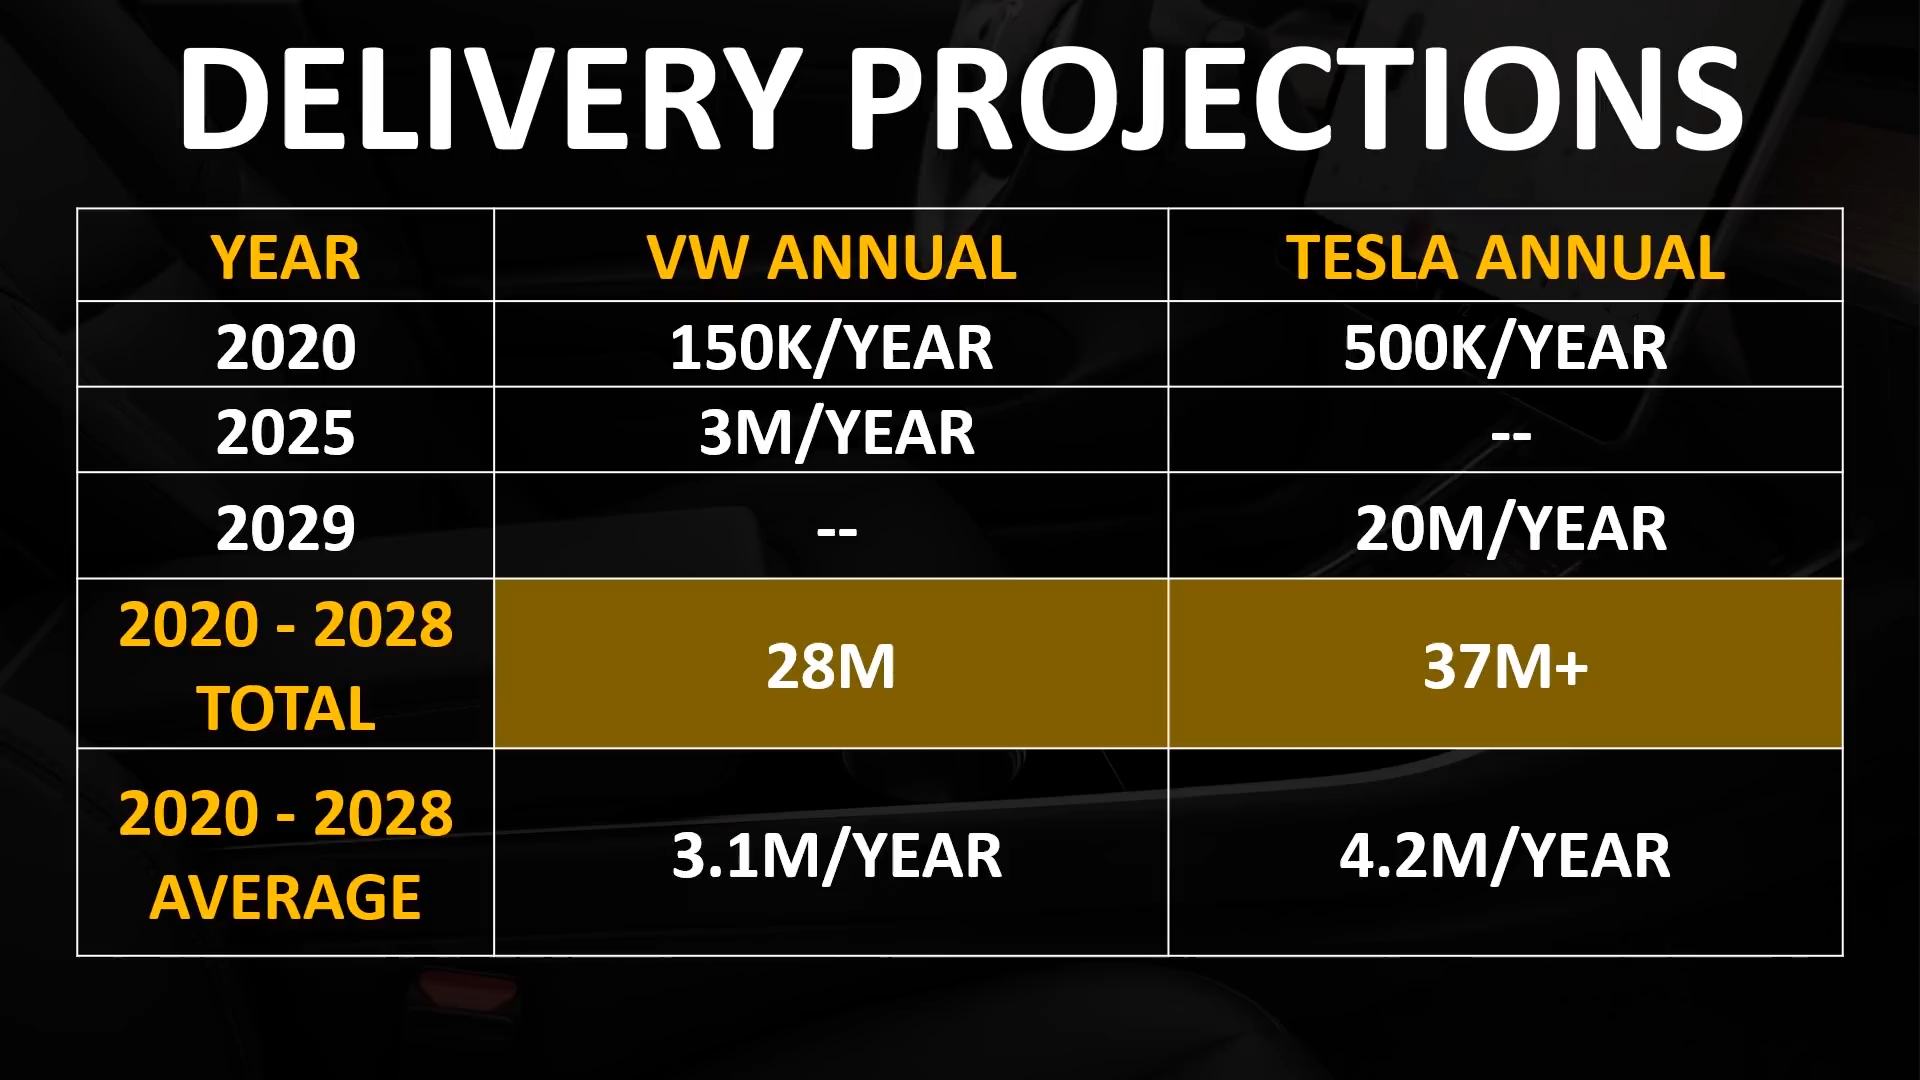 DELIVERY PROJECTIONS
YEAR VW ANNUAL TESLA ANNUAL
2020 150K/YEAR 500K/YEAR
2025 3M/YEAR --
2029 -- 20M/YEAR
2020 - 2028
TOTAL
28M 37M+
2020 - 2028
AVERAGE
3.1M/YEAR 4.2M/YEAR